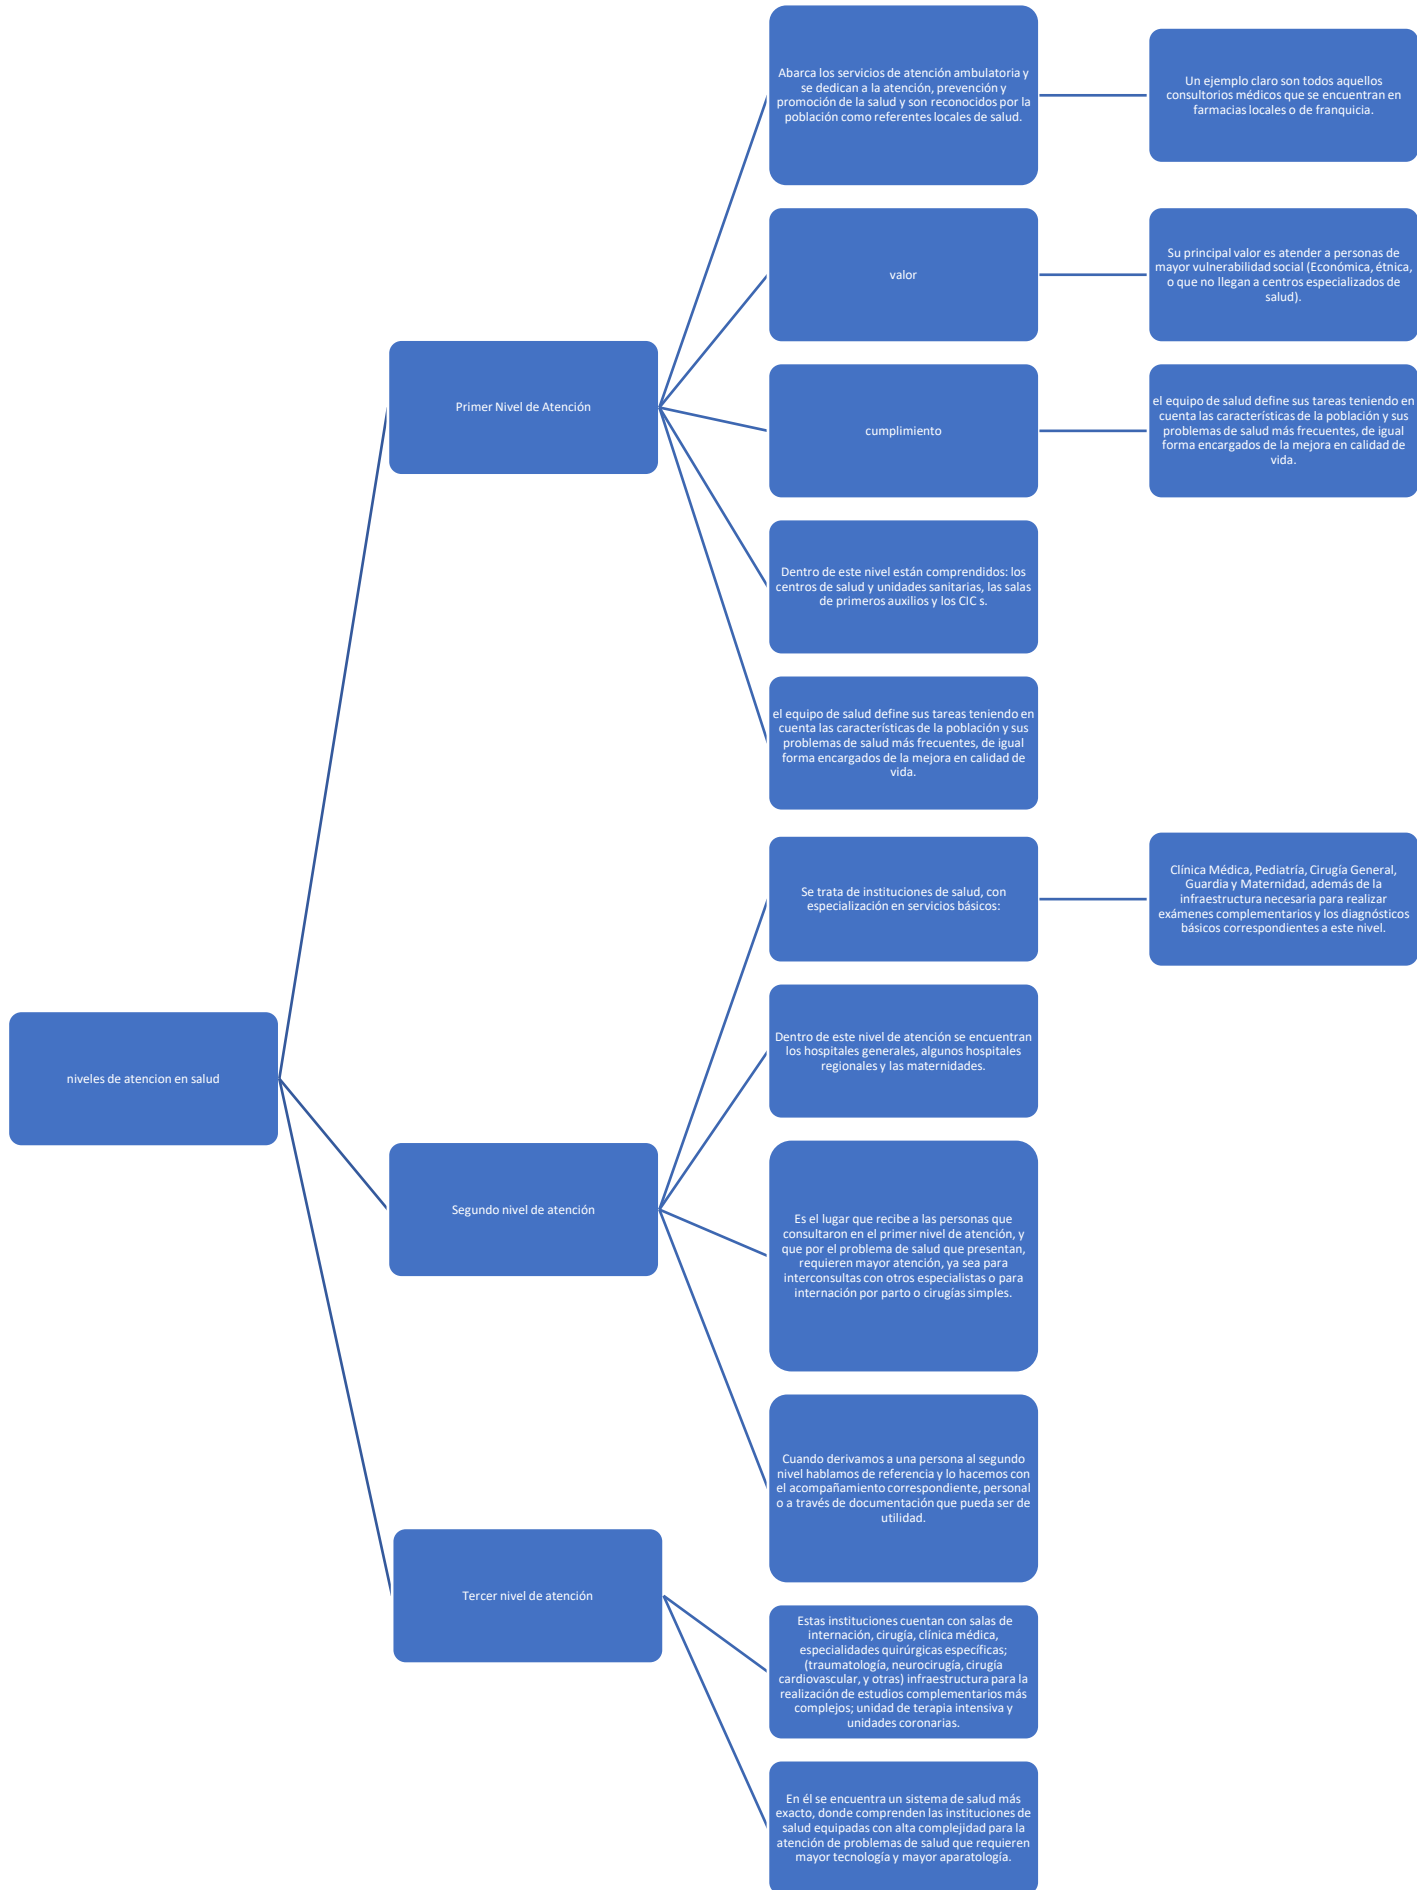 niveles de atencion en salud
Primer Nivel de Atención
Abarca los servicios de atención ambulatoria y
se dedican a la atención, prevención y
promoción de la salud y son reconocidos por la
población como referentes locales de salud.
Un ejemplo claro son todos aquellos
consultorios médicos que se encuentran en
farmacias locales o de franquicia.
valor
Su principal valor es atender a personas de
mayor vulnerabilidad social (Económica, étnica,
o que no llegan a centros especializados de
salud).
cumplimiento
el equipo de salud define sus tareas teniendo en
cuenta las características de la población y sus
problemas de salud más frecuentes, de igual
forma encargados de la mejora en calidad de
vida.
Dentro de este nivel están comprendidos: los
centros de salud y unidades sanitarias, las salas
de primeros auxilios y los CIC s.
el equipo de salud define sus tareas teniendo en
cuenta las características de la población y sus
problemas de salud más frecuentes, de igual
forma encargados de la mejora en calidad de
vida.
Segundo nivel de atención
Se trata de instituciones de salud, con
especialización en servicios básicos:
Clínica Médica, Pediatría, Cirugía General,
Guardia y Maternidad, además de la
infraestructura necesaria para realizar
exámenes complementarios y los diagnósticos
básicos correspondientes a este nivel.
Dentro de este nivel de atención se encuentran
los hospitales generales, algunos hospitales
regionales y las maternidades.
Es el lugar que recibe a las personas que
consultaron en el primer nivel de atención, y
que por el problema de salud que presentan,
requieren mayor atención, ya sea para
interconsultas con otros especialistas o para
internación por parto o cirugías simples.
Cuando derivamos a una persona al segundo
nivel hablamos de referencia y lo hacemos con
el acompañamiento correspondiente, personal
o a través de documentación que pueda ser de
utilidad.
Tercer nivel de atención
Estas instituciones cuentan con salas de
internación, cirugía, clínica médica,
especialidades quirúrgicas específicas;
(traumatología, neurocirugía, cirugía
cardiovascular, y otras) infraestructura para la
realización de estudios complementarios más
complejos; unidad de terapia intensiva y
unidades coronarias.
En él se encuentra un sistema de salud más
exacto, donde comprenden las instituciones de
salud equipadas con alta complejidad para la
atención de problemas de salud que requieren
mayor tecnología y mayor aparatología.